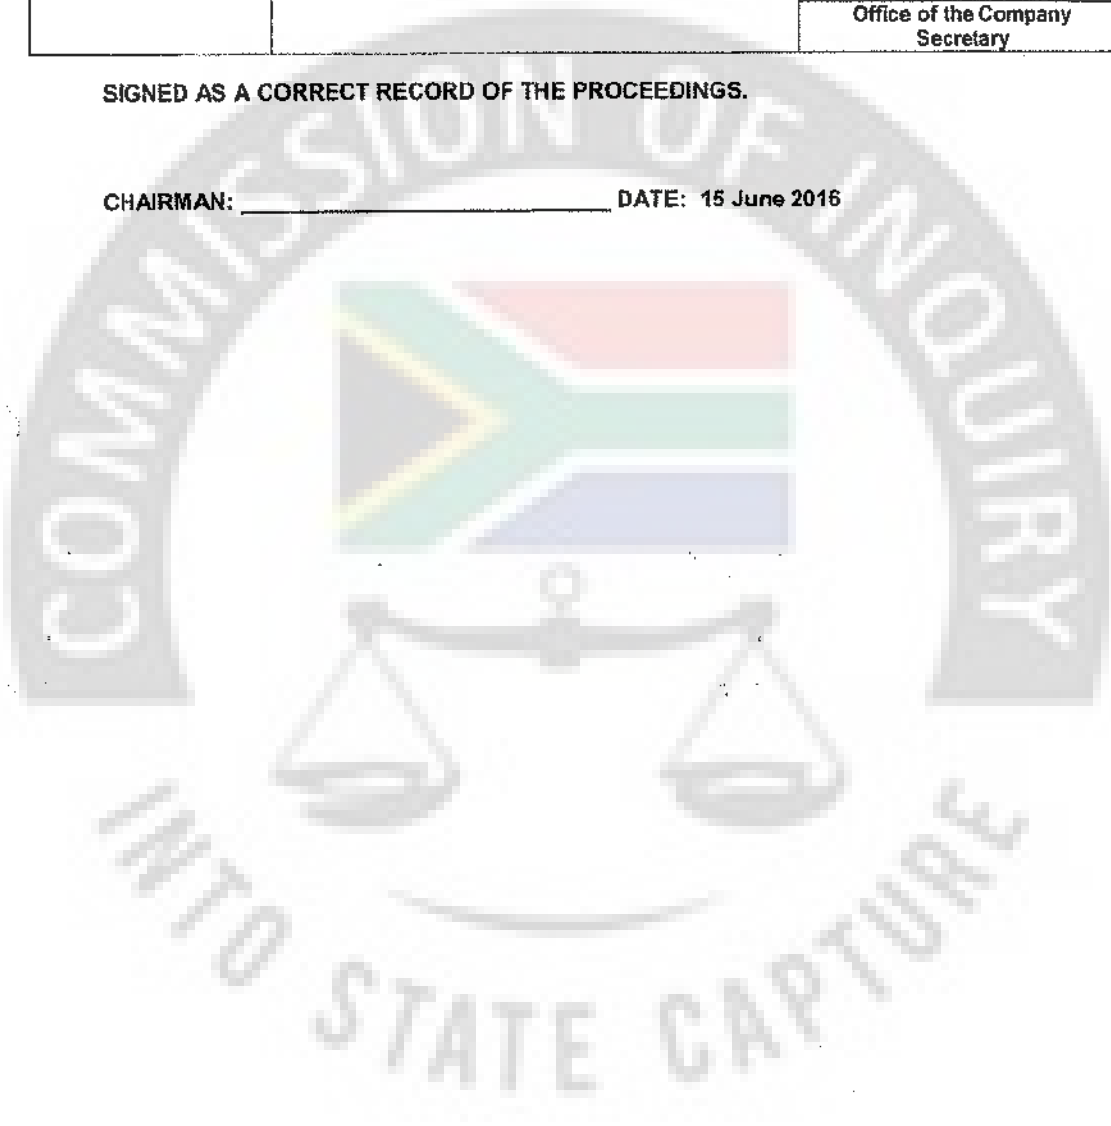 Office of the Company
Secretary
SIGNED AS A CORRECT RECORD OF THE PROCEEDINGS.
CHAIRMAN: DATE: 15 June 2016
COMMISSION OF INQUIRY
INTO STATE CAPTURE